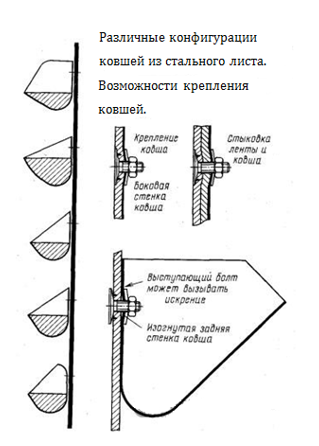 Различные конфигурации
ковшей из стального листа.
Возможности крепления
ковшей.
Крепление
ковша
Стыковка
ленты и
ковша
Боковая
стенка
ковша
Выступающий болт
может вызывать
искрение
Изогнутая задняя
стенка ковша